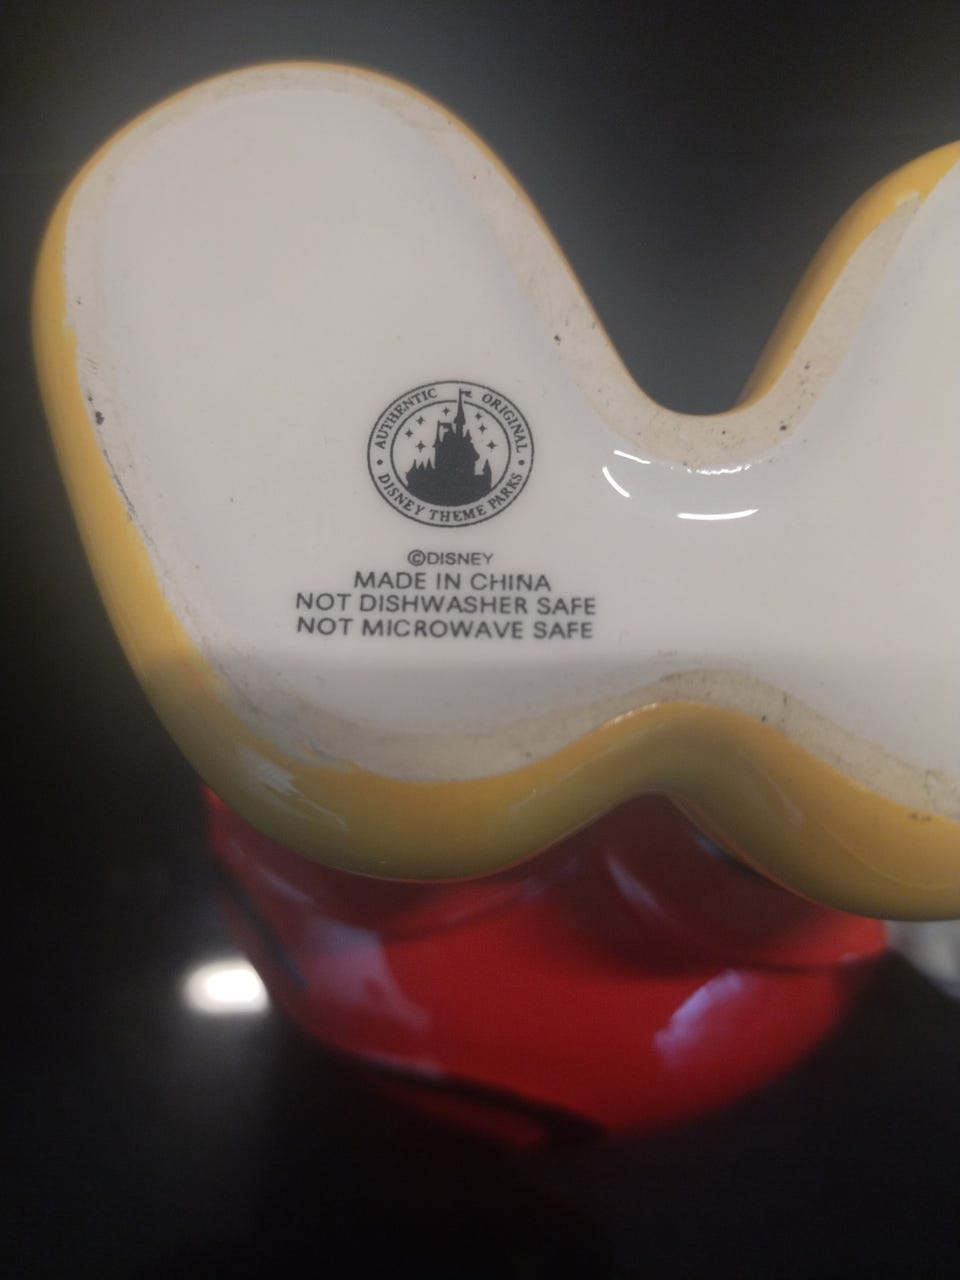 AUTHENTIC ORIGINAL
DISNEY THEME PARKS
©DISNEY
MADE IN CHINA
NOT DISHWASHER SAFE
NOT MICROWAVE SAFE